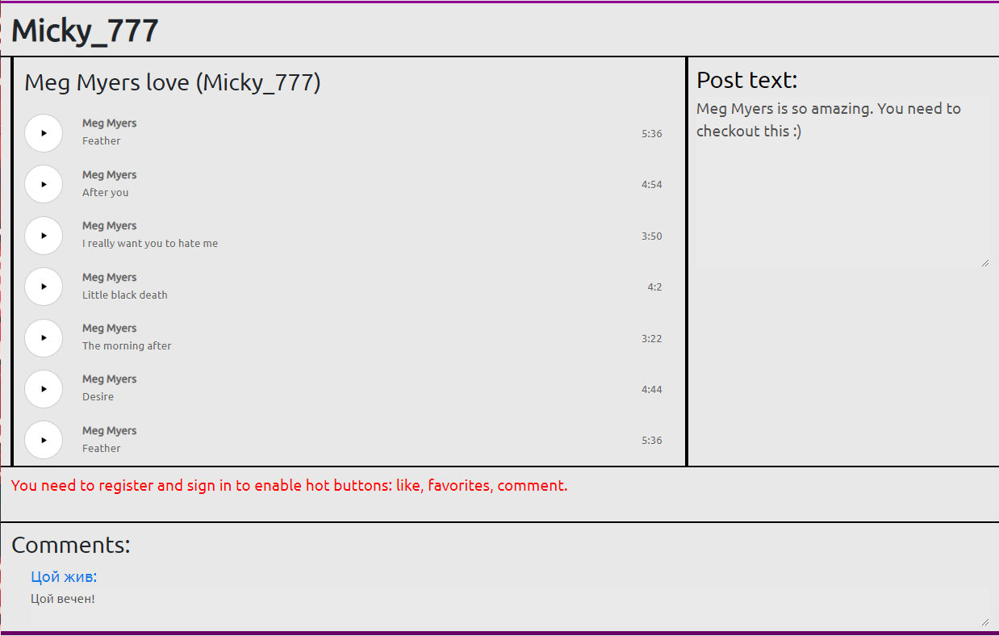 Micky_777
Meg Myers love (Micky_777)
Meg Myers
Feather
5:36
Meg Myers
After you
4:54
Meg Myers
I really want you to hate me
3:50
Meg Myers
Little black death
4:2
Meg Myers
The morning after
3:22
Meg Myers
Desire
4:44
Meg Myers
Feather
5:36
Post text:
Meg Myers is so amazing. You need to
checkout this :)
You need to register and sign in to enable hot buttons: like, favorites, comment.
Comments:
Цой жив:
Цой вечен!